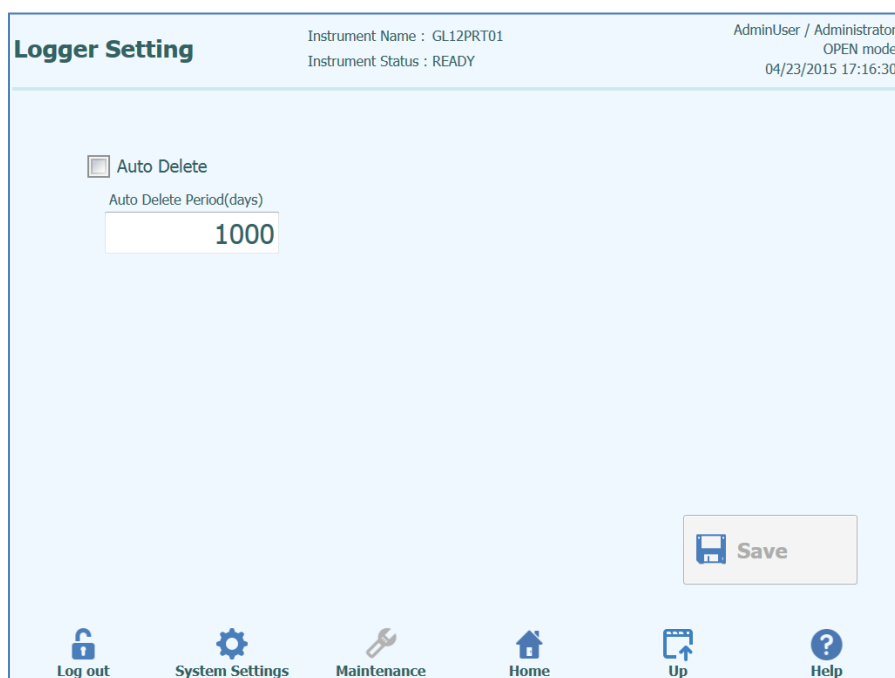 Logger Setting
Instrument Name : GL12PRT01
Instrument Status : READY
AdminUser / Administrator
OPEN mode
04/23/2015 17:16:30
Auto Delete
Auto Delete Period(days)
1000
Save
Log out
System Settings
Maintenance
Home
Up
Help